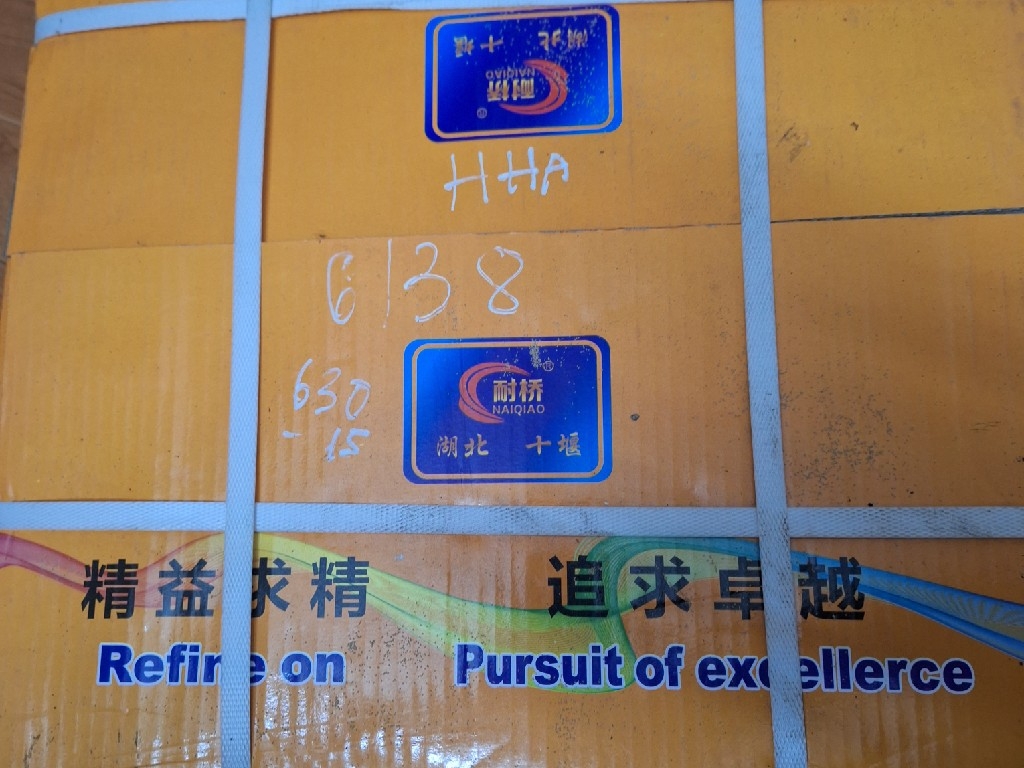 湖北 十堰
耐桥
NAIQIAO
®
HHA
6138
630
-15
®
耐桥
NAIQIAO
湖北 十堰
精益求精 追求卓越
Refine on Pursuit of excellerce